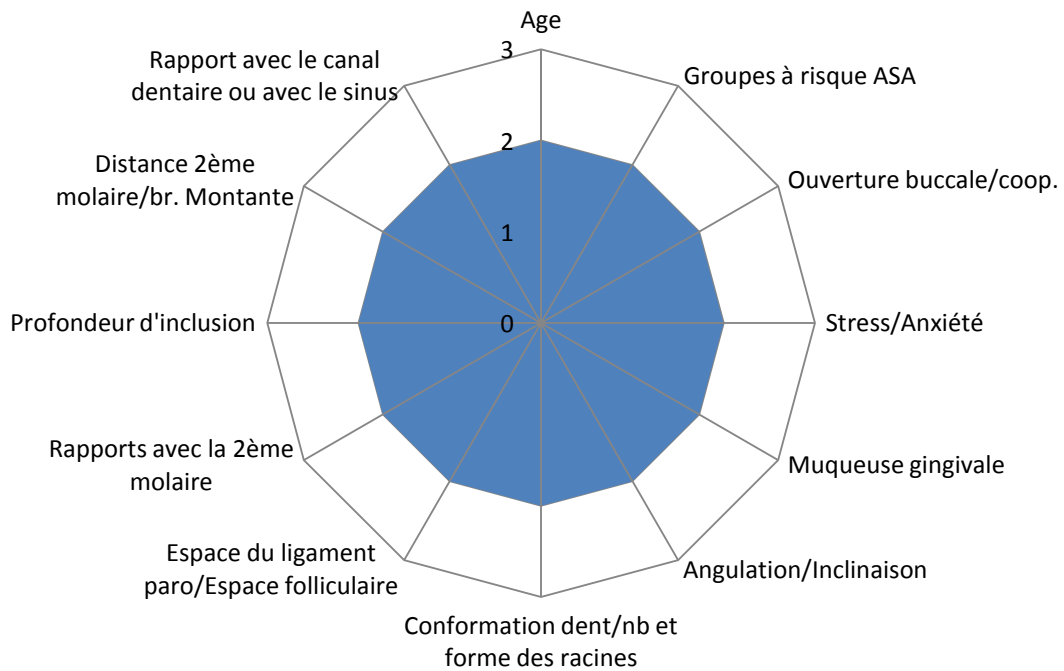 Age
Groupes à risque ASA
Ouverture buccale/coop.
Stress/Anxiété
Muqueuse gingivale
Angulation/Inclinaison
Conformation dent/nb et
forme des racines
Espace du ligament
paro/Espace folliculaire
Rapports avec la 2ème
molaire
Profondeur d'inclusion
Distance 2ème
molaire/br. Montante
Rapport avec le canal
dentaire ou avec le sinus
3
2
1
0